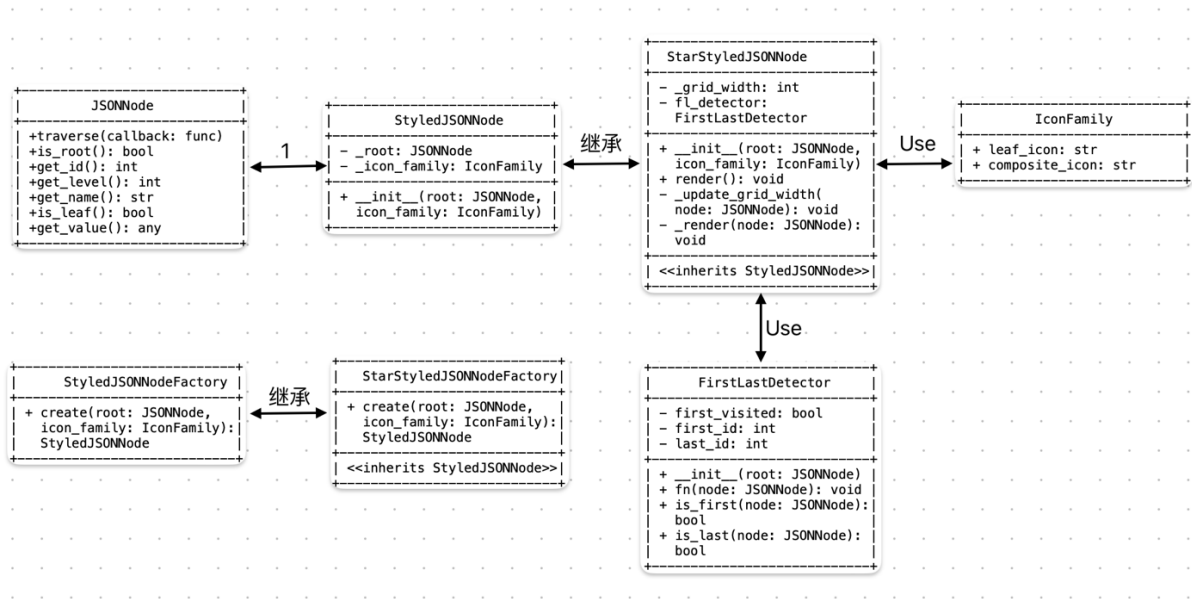 JSONNode
+traverse(callback: func)
+is_root(): bool
+get_id(): int
+get_level(): int
+get_name(): str
+is_leaf(): bool
+get_value(): any
1
StyledJSONNode
- _root: JSONNode
- _icon_family: IconFamily
+ __init__(root: JSONNode,
icon_family: IconFamily)
继承
StarStyledJSONNode
- _grid_width: int
- fl_detector:
FirstLastDetector
+ __init__(root: JSONNode,
icon_family: IconFamily)
+ render(): void
- _update_grid_width(
node: JSONNode): void
- _render(node: JSONNode):
void
<<inherits StyledJSONNode>>
Use
IconFamily
+ leaf_icon: str
+ composite_icon: str
Use
StyledJSONNodeFactory
+ create(root: JSONNode,
icon_family: IconFamily):
StyledJSONNode
继承
StarStyledJSONNodeFactory
+ create(root: JSONNode,
icon_family: IconFamily):
StyledJSONNode
<<inherits StyledJSONNode>>
FirstLastDetector
- first_visited: bool
- first_id: int
- last_id: int
+ __init__(root: JSONNode)
+ fn(node: JSONNode): void
+ is_first(node: JSONNode):
bool
+ is_last(node: JSONNode):
bool